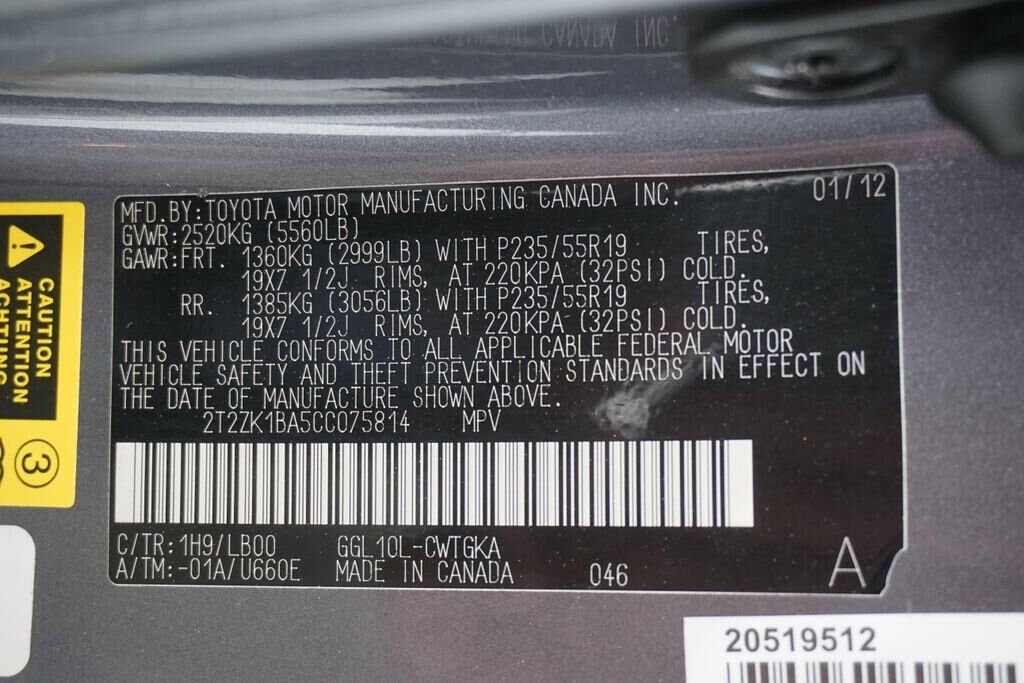 MFD.BY:TOYOTA MOTOR MANUFACTURING CANADA INC. 01/12
GVWR:2520KG (5560LB)
GAWR:FRT. 1360KG (2999LB) WITH P235/55R19 TIRES,
19X7 1/2J RIMS, AT 220KPA (32PSI) COLD.
RR. 1385KG (3056LB) WITH P235/55R19 TIRES,
19X7 1/2J RIMS, AT 220KPA (32PSI) COLD.
THIS VEHICLE CONFORMS TO ALL APPLICABLE FEDERAL MOTOR
VEHICLE SAFETY AND THEFT PREVENTION STANDARDS IN EFFECT ON
THE DATE OF MANUFACTURE SHOWN ABOVE.
2T2ZK1BA5CC075814 MPV
C/TR:1H9/LB00 GGL10L-CWTGKA
A/TM:-01A/U660E MADE IN CANADA 046 A
CAUTION
ATTENTION
ACHTUNG
3
20519512